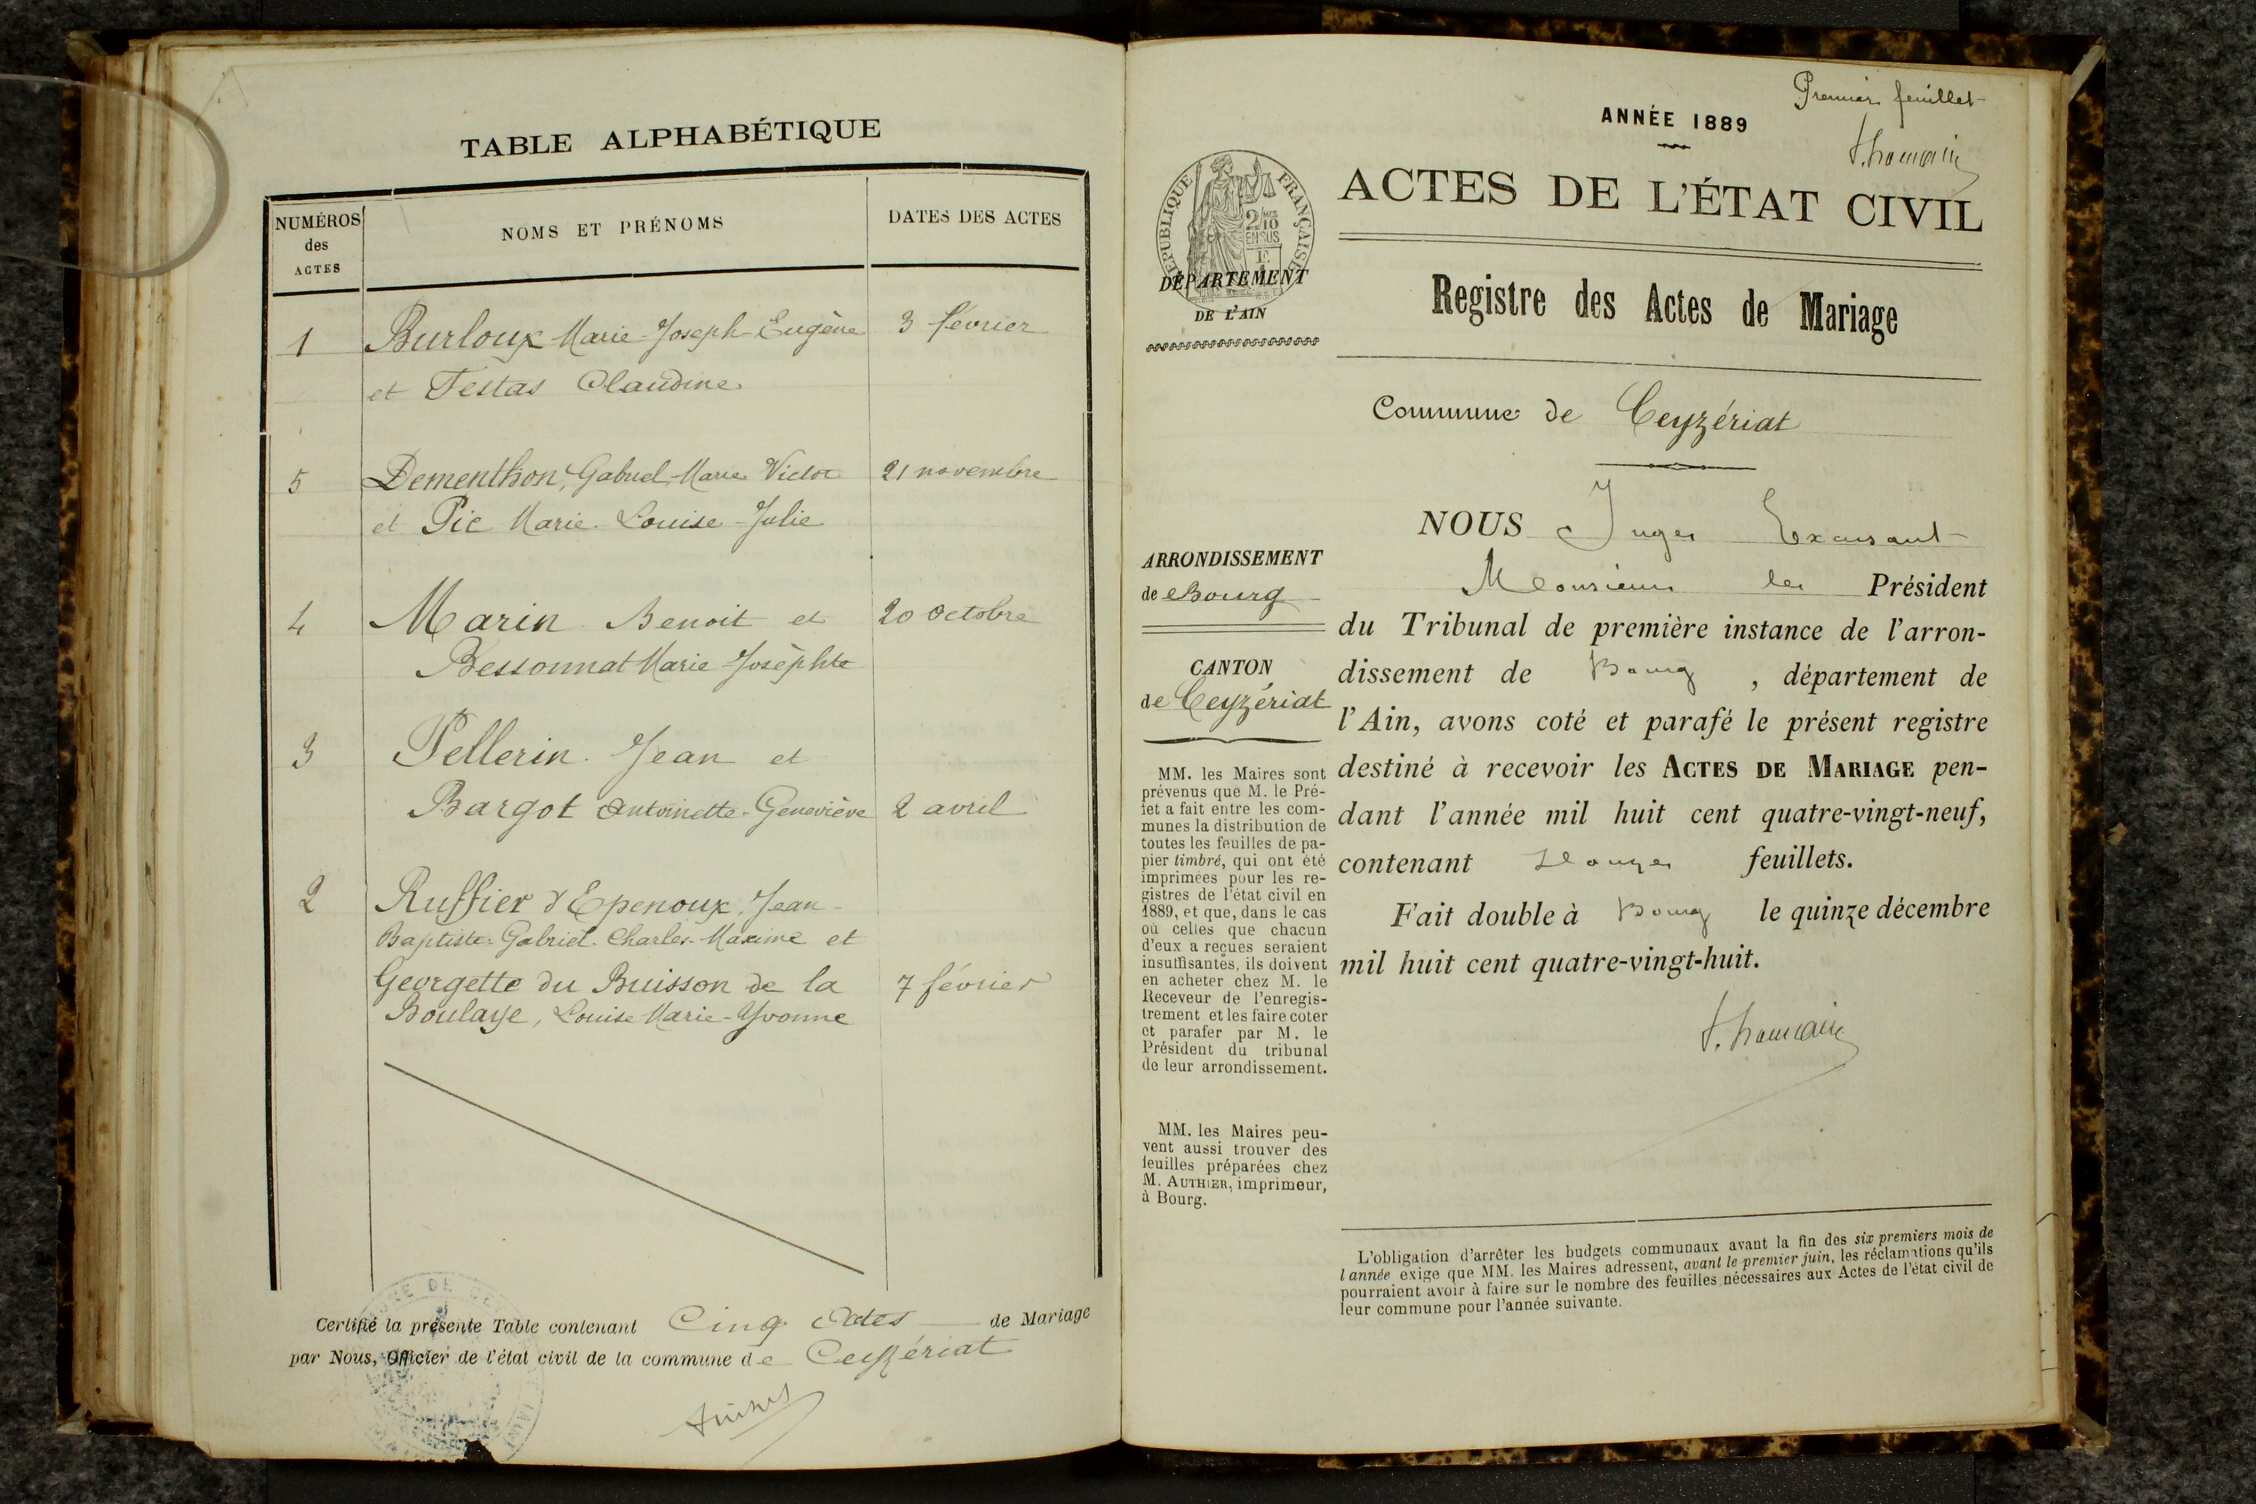 TABLE ALPHABÉTIQUE
NUMÉROS
des
ACTES
NOMS ET PRÉNOMS
DATES DES ACTES
1 Burloux Marie-Joseph-Eugène 3 février
et Testas Claudine
5 Dementhon, Gabriel-Marie Victor 21 novembre
et Pic Marie-Louise-Julie
4 Marin Benoit et 20 octobre
Bessonnat Marie-Josèphte
3 Pellerin Jean et
Bargot Antoinette-Geneviève 2 avril
2 Ruffier d'Epenoux, Jean-
Baptiste-Gabriel-Charles-Maxime et
Georgette du Buisson de la 7 février
Boulaye, Louise Marie-Yvonne
Certifié la présente Table contenant Cinq Actes de Mariage
par Nous, Officier de l'état civil de la commune de Ceyzériat
Premier feuillet
ANNÉE 1889
RÉPUBLIQUE FRANÇAISE
2/10
EN SUS
ACTES DE L'ÉTAT CIVIL
DÉPARTEMENT
DE L'AIN
Registre des Actes de Mariage
Commune de Ceyzériat
ARRONDISSEMENT
de Bourg
CANTON
de Ceyzériat
MM. les Maires sont
prévenus que M. le Pré-
fet a fait entre les com-
munes la distribution de
toutes les feuilles de pa-
pier timbré, qui ont été
imprimées pour les re-
gistres de l'état civil en
1889, et que, dans le cas
où celles que chacun
d'eux a reçues seraient
insuffisantes, ils doivent
en acheter chez M. le
Receveur de l'enregis-
trement et les faire coter
et parafer par M. le
Président du tribunal
de leur arrondissement.
MM. les Maires peu-
vent aussi trouver des
feuilles préparées chez
M. AUTHIER, imprimeur,
à Bourg.
NOUS Juge
Monsieur le Président
du Tribunal de première instance de l'arron-
dissement de Bourg, département de
l'Ain, avons coté et parafé le présent registre
destiné à recevoir les ACTES DE MARIAGE pen-
dant l'année mil huit cent quatre-vingt-neuf,
contenant feuillets.
Fait double à Bourg le quinze décembre
mil huit cent quatre-vingt-huit.
L'obligation d'arrêter les budgets communaux avant la fin des six premiers mois de
l'année exige que MM. les Maires adressent, avant le premier juin, les réclamations qu'ils
pourraient avoir à faire sur le nombre des feuilles nécessaires aux Actes de l'état civil de
leur commune pour l'année suivante.